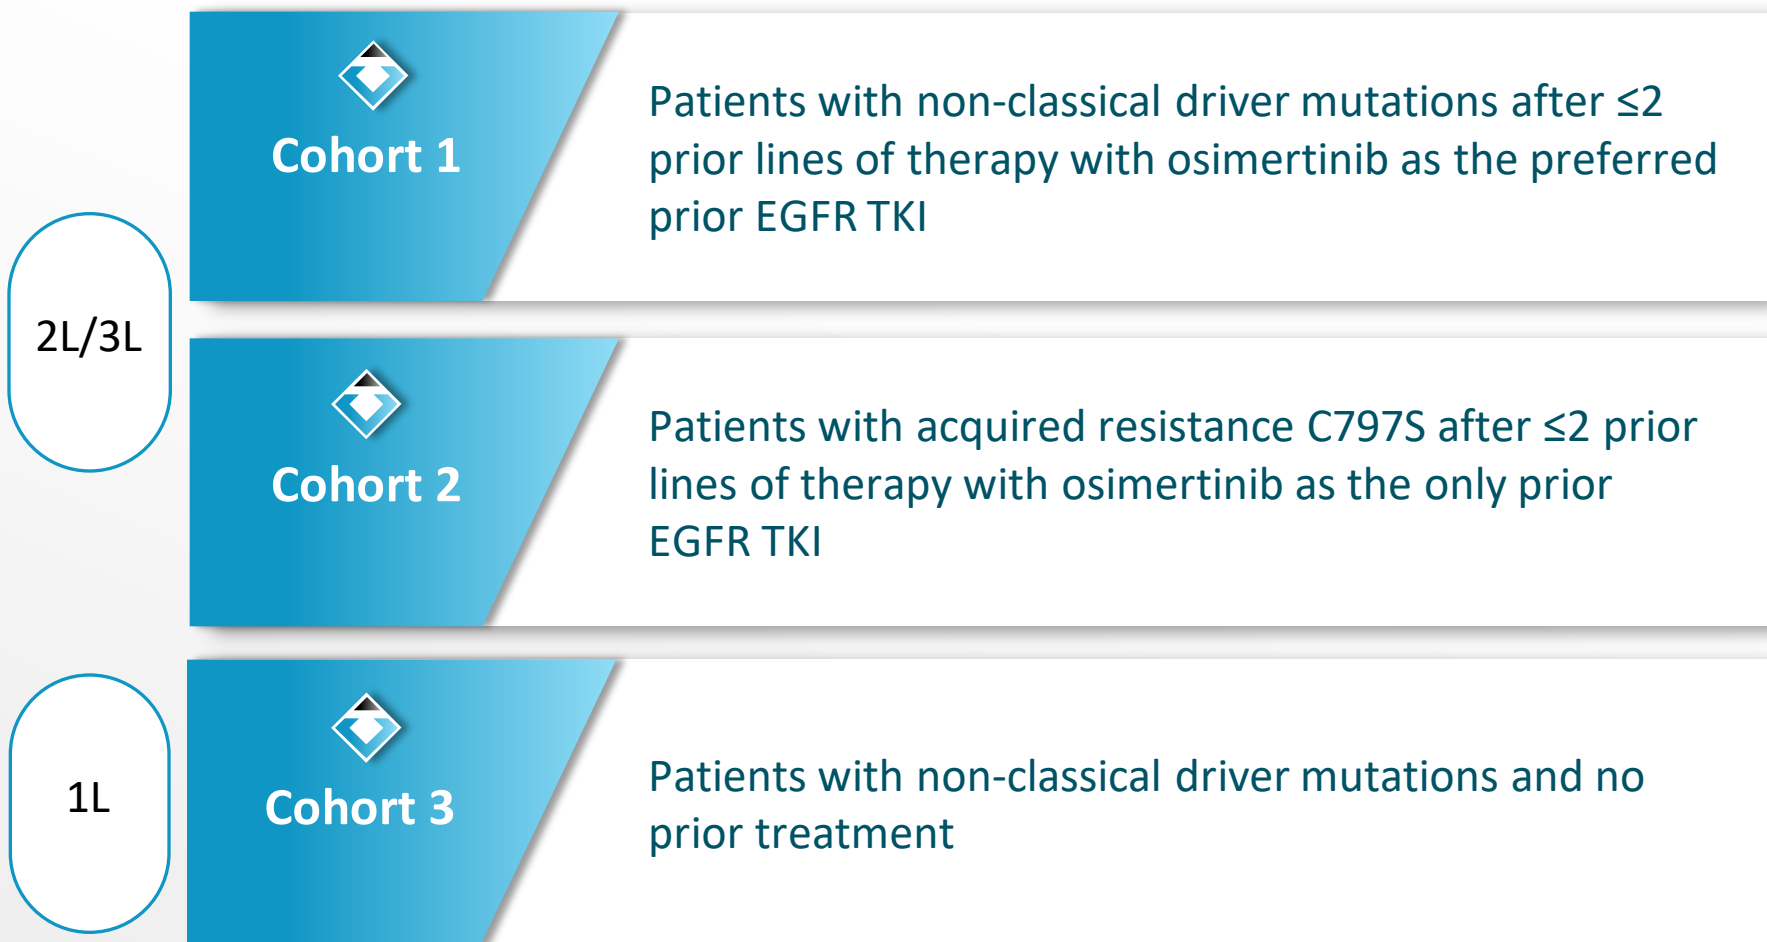 Cohort 1
Patients with non-classical driver mutations after ≤2
prior lines of therapy with osimertinib as the preferred
prior EGFR TKI
2L/3L
Cohort 2
Patients with acquired resistance C797S after ≤2 prior
lines of therapy with osimertinib as the only prior
EGFR TKI
1L
Cohort 3
Patients with non-classical driver mutations and no
prior treatment